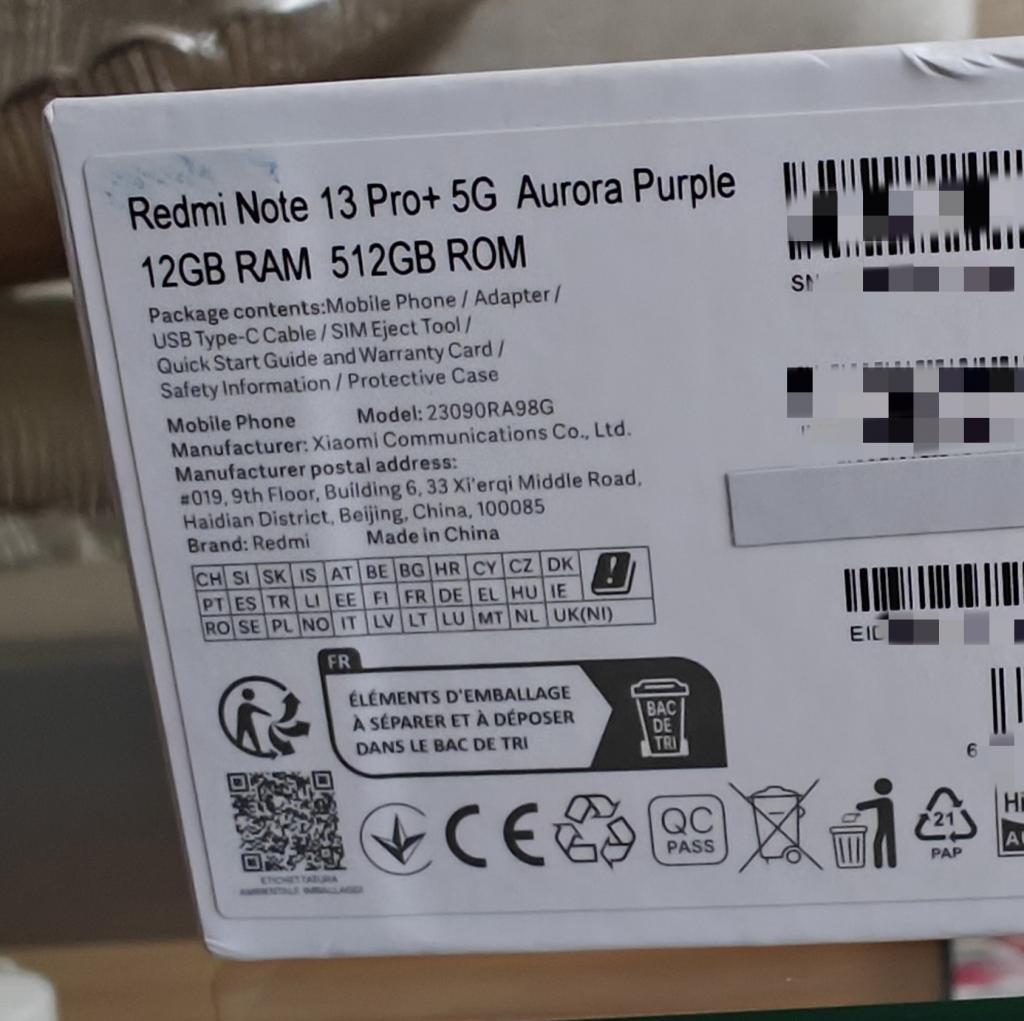 Redmi Note 13 Pro+ 5G Aurora Purple
12GB RAM 512GB ROM
Package contents:Mobile Phone / Adapter /
USB Type-C Cable / SIM Eject Tool /
Quick Start Guide and Warranty Card /
Safety Information / Protective Case
Mobile Phone Model: 23090RA98G
Manufacturer: Xiaomi Communications Co., Ltd.
Manufacturer postal address:
#019, 9th Floor, Building 6, 33 Xi'erqi Middle Road,
Haidian District, Beijing, China, 100085
Brand: Redmi Made in China
CH SI SK IS AT BE BG HR CY CZ DK
PT ES TR LI EE FI FR DE EL HU IE
RO SE PL NO IT LV LT LU MT NL UK(NI)
FR
ÉLÉMENTS D'EMBALLAGE
À SÉPARER ET À DÉPOSER
DANS LE BAC DE TRI
BAC
DE
TRI
ETICHETTATURA
AMBIENTALE IMBALLAGGI
CE
QC
PASS
21
PAP
SN
6